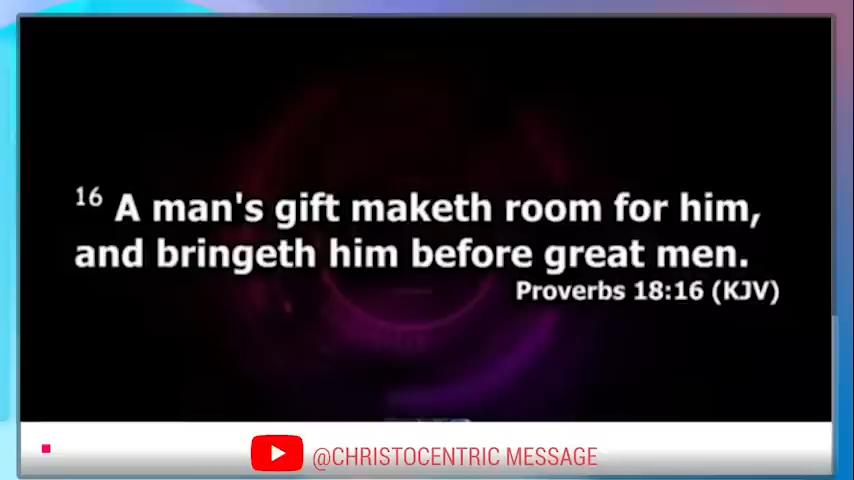 16 A man's gift maketh room for him,
and bringeth him before great men.
Proverbs 18:16 (KJV)
@CHRISTOCENTRIC MESSAGE